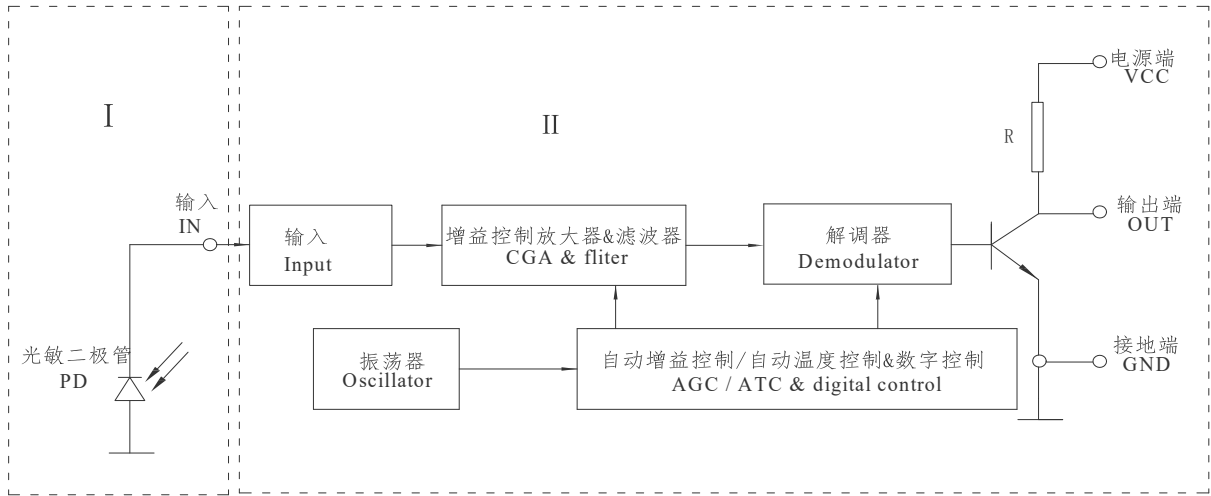 I
II
电源端
VCC
R
输入
IN
输入
Input
增益控制放大器&滤波器
CGA & fliter
解调器
Demodulator
输出端
OUT
光敏二极管
PD
振荡器
Oscillator
自动增益控制/自动温度控制&数字控制
AGC / ATC & digital control
接地端
GND